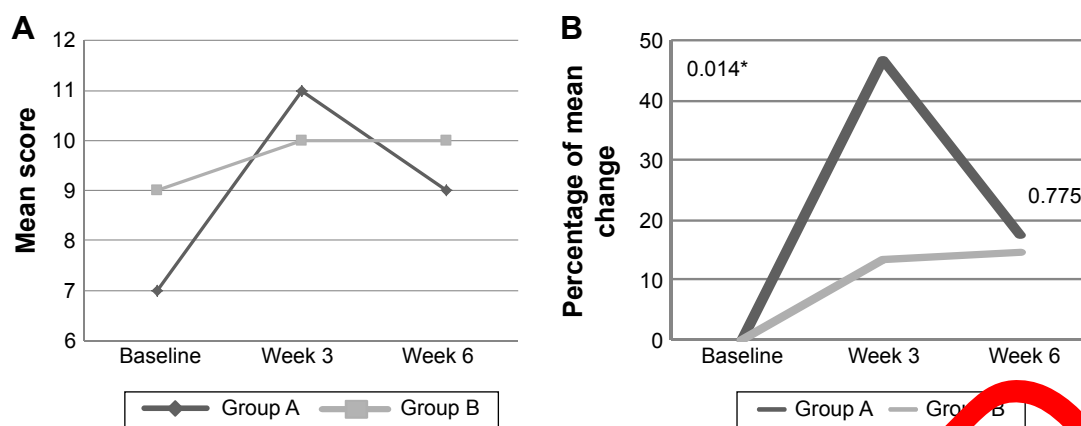 A
Mean score
12
11
10
9
8
7
6
Baseline Week 3 Week 6
Group A Group B
B
Percentage of mean
change
50
40
30
20
10
0
0.014*
0.775
Baseline Week 3 Week 6
Group A B